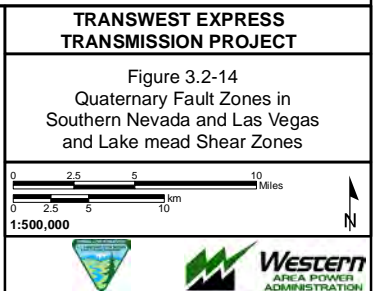 TRANSWEST EXPRESS
TRANSMISSION PROJECT
Figure 3.2-14
Quaternary Fault Zones in
Southern Nevada and Las Vegas
and Lake mead Shear Zones
0 2.5 5 10
Miles
km
0 2.5 5 10
1:500,000
N
Western
AREA POWER
ADMINISTRATION